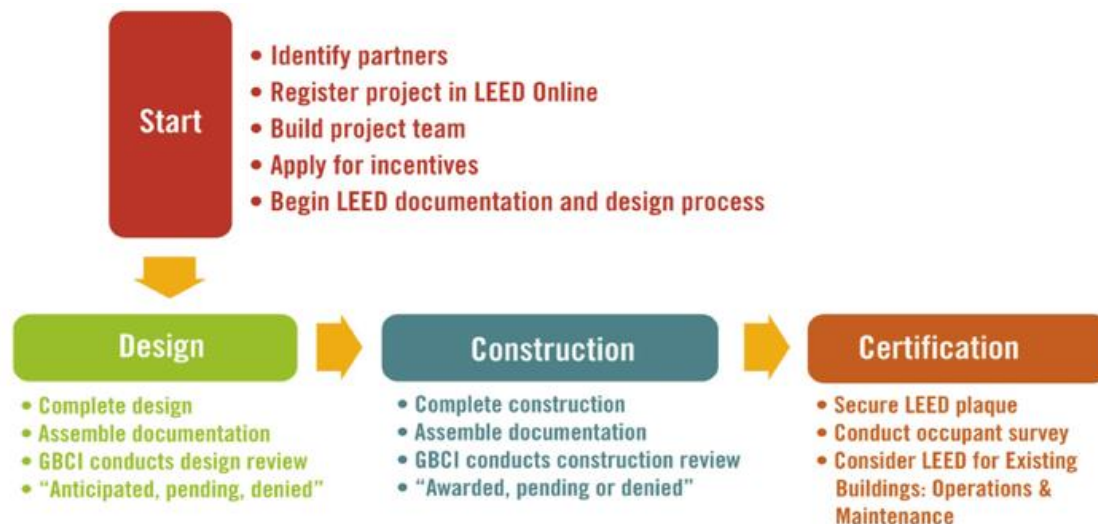 Start
• Identify partners
• Register project in LEED Online
• Build project team
• Apply for incentives
• Begin LEED documentation and design process
Design
• Complete design
• Assemble documentation
• GBCI conducts design review
• “Anticipated, pending, denied”
Construction
• Complete construction
• Assemble documentation
• GBCI conducts construction review
• “Awarded, pending or denied”
Certification
• Secure LEED plaque
• Conduct occupant survey
• Consider LEED for Existing
Buildings: Operations &
Maintenance